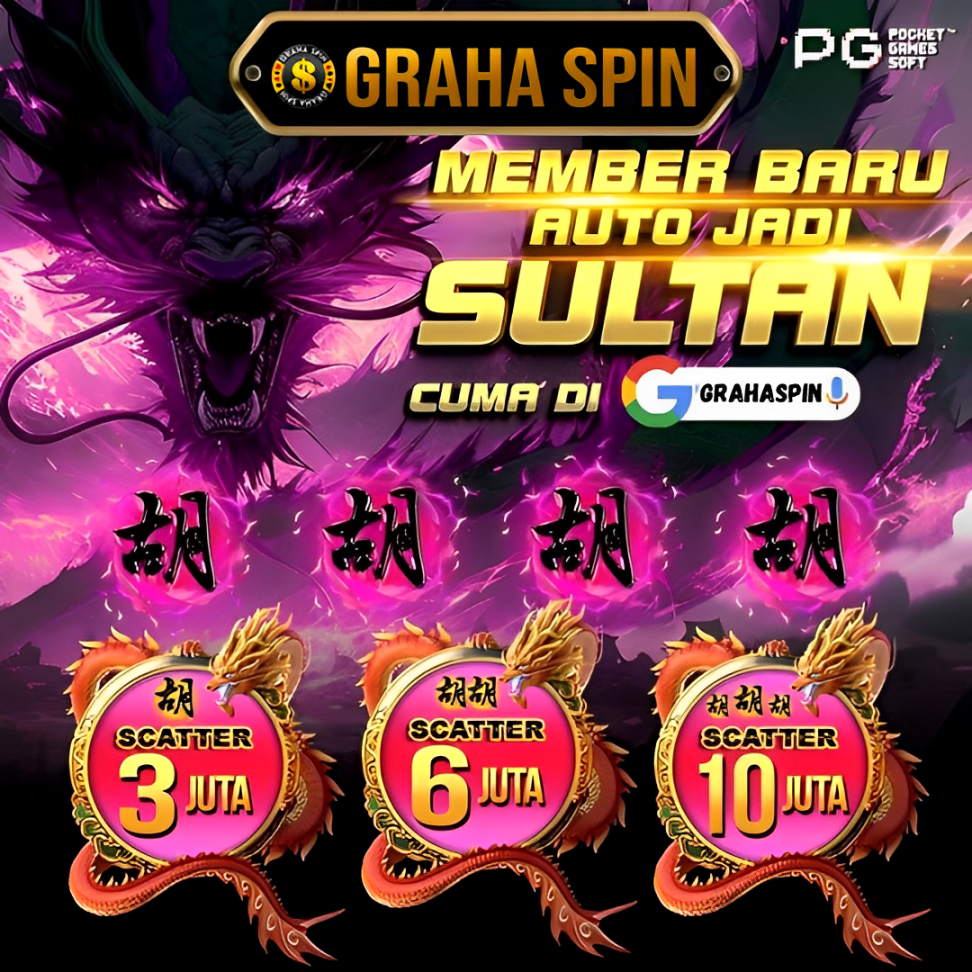 GRAHA SPIN
PG POCKET GAMES SOFT™
MEMBER BARU
AUTO JADI
SULTAN
CUMA DI GRAHASPIN
胡 胡 胡 胡
胡
SCATTER
3 JUTA
胡胡
SCATTER
6 JUTA
胡胡胡
SCATTER
10 JUTA